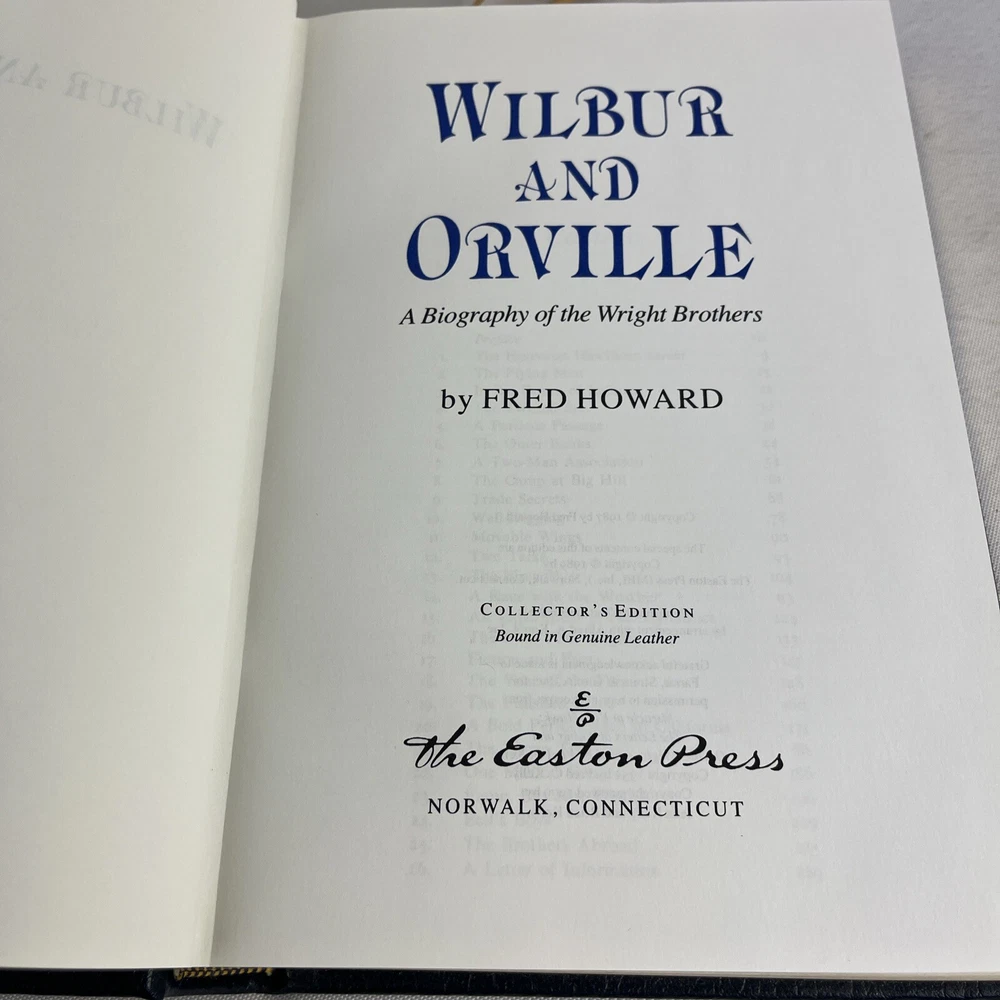 WILBUR
AND
ORVILLE
A Biography of the Wright Brothers
by FRED HOWARD
COLLECTOR'S EDITION
Bound in Genuine Leather
E
P
The Easton Press
NORWALK, CONNECTICUT